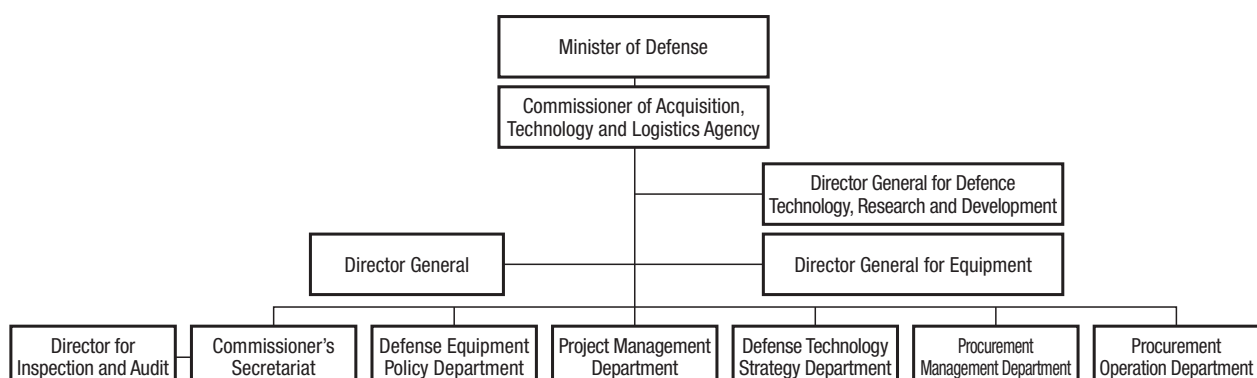 Minister of Defense
Commissioner of Acquisition,
Technology and Logistics Agency
Director General for Defence
Technology, Research and Development
Director General
Director General for Equipment
Director for
Inspection and Audit
Commissioner's
Secretariat
Defense Equipment
Policy Department
Project Management
Department
Defense Technology
Strategy Department
Procurement
Management Department
Procurement
Operation Department